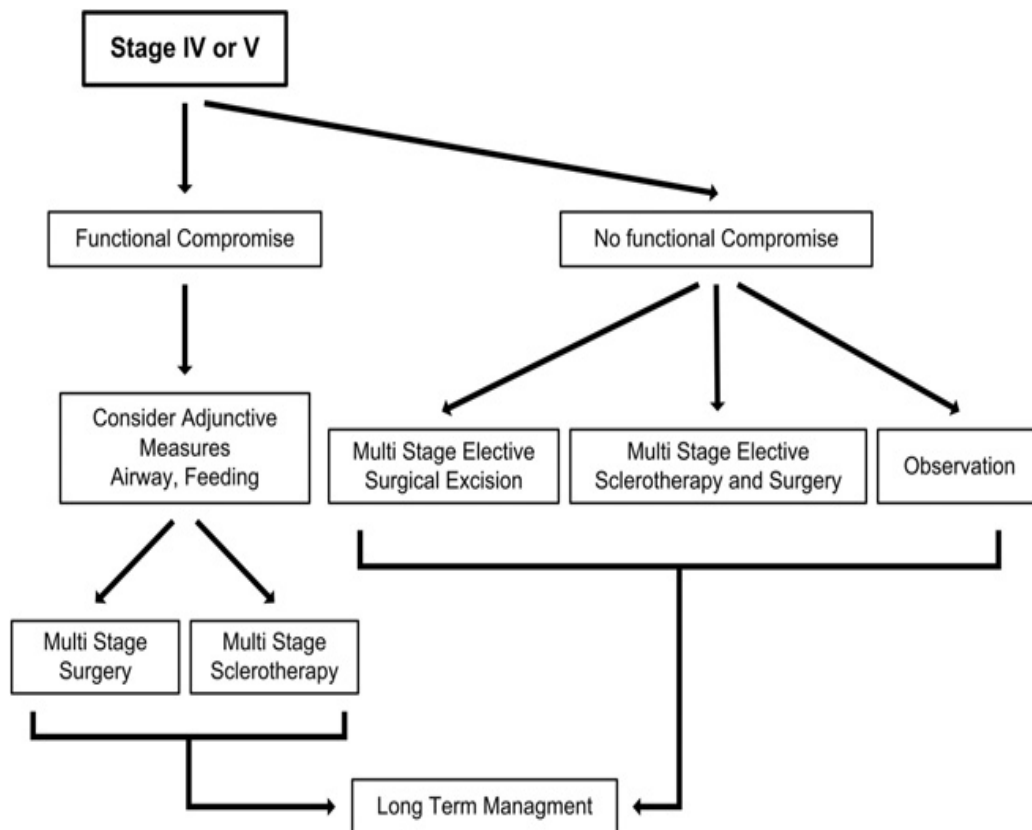 Stage IV or V
Functional Compromise
No functional Compromise
Consider Adjunctive
Measures
Airway, Feeding
Multi Stage Elective
Surgical Excision
Multi Stage Elective
Sclerotherapy and Surgery
Observation
Multi Stage
Surgery
Multi Stage
Sclerotherapy
Long Term Managment